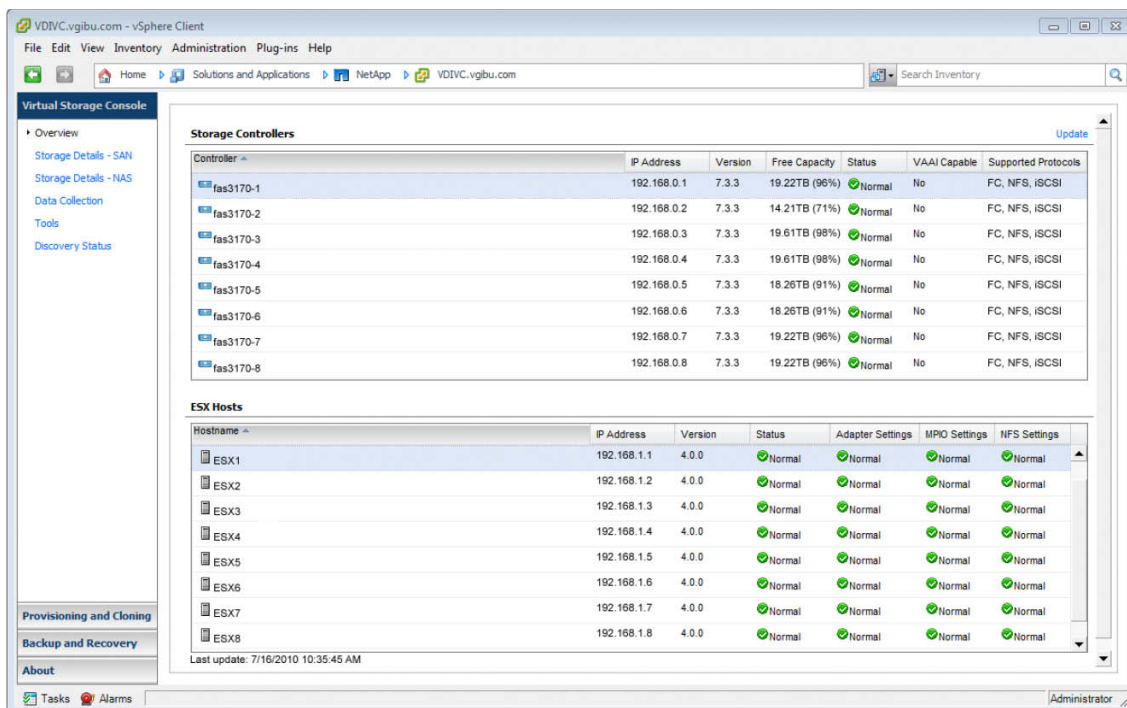 VDIVC.vgibu.com - vSphere Client
File Edit View Inventory Administration Plug-ins Help
Home Solutions and Applications NetApp VDIVC.vgibu.com Search Inventory
Virtual Storage Console
Overview
Storage Details - SAN
Storage Details - NAS
Data Collection
Tools
Discovery Status
Provisioning and Cloning
Backup and Recovery
About
Storage Controllers Update
Controller IP Address Version Free Capacity Status VAAI Capable Supported Protocols
fas3170-1 192.168.0.1 7.3.3 19.22TB (96%) Normal No FC, NFS, iSCSI
fas3170-2 192.168.0.2 7.3.3 14.21TB (71%) Normal No FC, NFS, iSCSI
fas3170-3 192.168.0.3 7.3.3 19.61TB (98%) Normal No FC, NFS, iSCSI
fas3170-4 192.168.0.4 7.3.3 19.61TB (98%) Normal No FC, NFS, iSCSI
fas3170-5 192.168.0.5 7.3.3 18.26TB (91%) Normal No FC, NFS, iSCSI
fas3170-6 192.168.0.6 7.3.3 18.26TB (91%) Normal No FC, NFS, iSCSI
fas3170-7 192.168.0.7 7.3.3 19.22TB (96%) Normal No FC, NFS, iSCSI
fas3170-8 192.168.0.8 7.3.3 19.22TB (96%) Normal No FC, NFS, iSCSI
ESX Hosts
Hostname IP Address Version Status Adapter Settings MPIO Settings NFS Settings
ESX1 192.168.1.1 4.0.0 Normal Normal Normal Normal
ESX2 192.168.1.2 4.0.0 Normal Normal Normal Normal
ESX3 192.168.1.3 4.0.0 Normal Normal Normal Normal
ESX4 192.168.1.4 4.0.0 Normal Normal Normal Normal
ESX5 192.168.1.5 4.0.0 Normal Normal Normal Normal
ESX6 192.168.1.6 4.0.0 Normal Normal Normal Normal
ESX7 192.168.1.7 4.0.0 Normal Normal Normal Normal
ESX8 192.168.1.8 4.0.0 Normal Normal Normal Normal
Last update: 7/16/2010 10:35:45 AM
Tasks Alarms Administrator